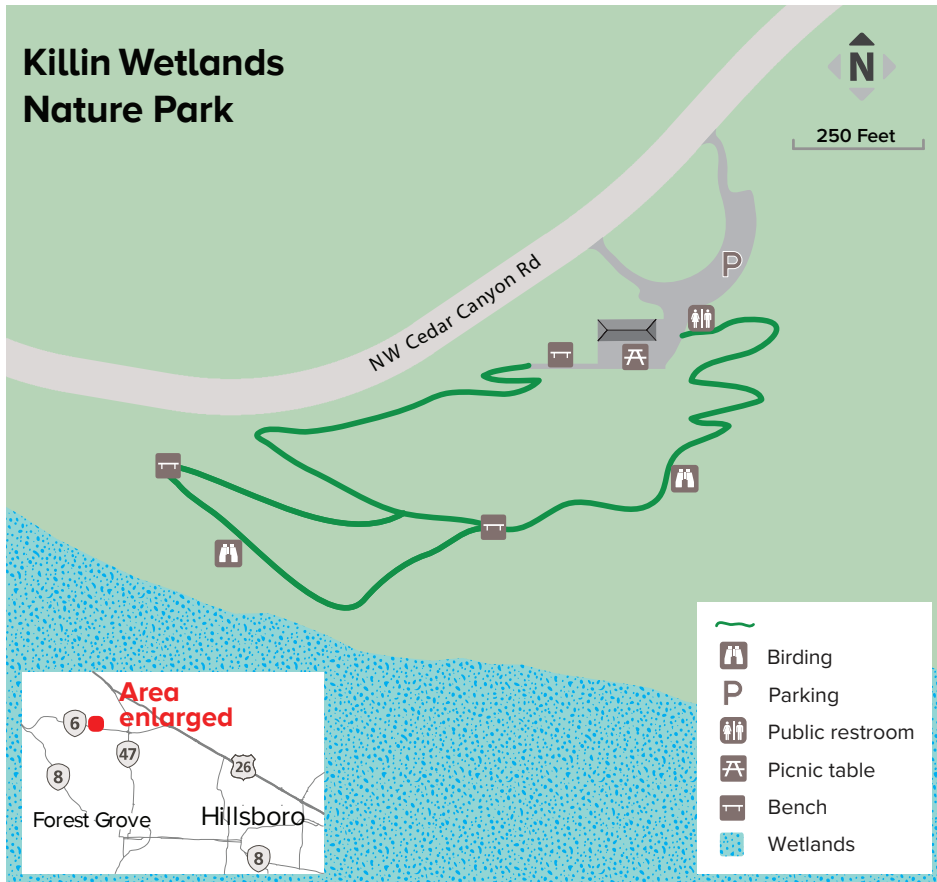 Killin Wetlands
Nature Park
N
250 Feet
NW Cedar Canyon Rd
P
Birding
P
Parking
Public restroom
Picnic table
Bench
Wetlands
Area
enlarged
6
47
26
8
Forest Grove
Hillsboro
8